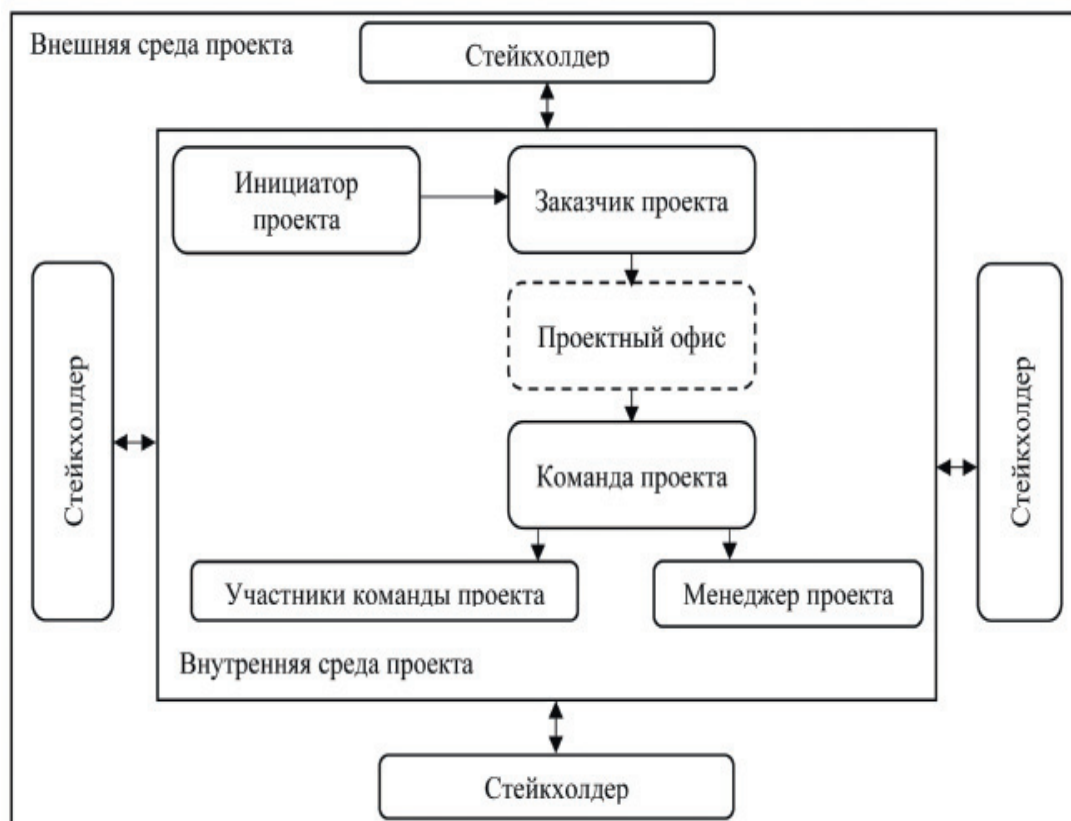 Внешняя среда проекта
Стейкхолдер
Инициатор
проекта
Заказчик проекта
Проектный офис
Стейкхолдер
Стейкхолдер
Команда проекта
Участники команды проекта
Менеджер проекта
Внутренняя среда проекта
Стейкхолдер